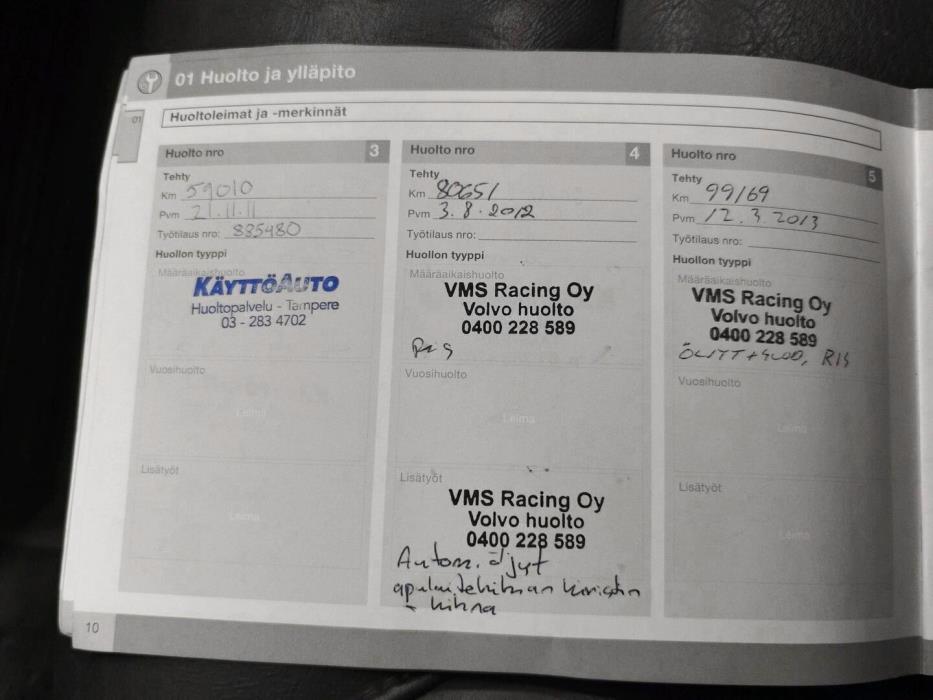 01 Huolto ja ylläpito
01
Huoltoleimat ja -merkinnät
Huolto nro 3
Tehty
Km 59010
Pvm 21.11.11
Työtilaus nro: 835480
Huollon tyyppi
Määräaikaishuolto
KÄYTTÖAUTO
Huoltopalvelu - Tampere
03 - 283 4702
Vuosihuolto
Leima
Lisätyöt
Leima
Huolto nro 4
Tehty
Km 80651
Pvm 3.8.2012
Työtilaus nro:
Huollon tyyppi
Määräaikaishuolto
VMS Racing Oy
Volvo huolto
0400 228 589
Vuosihuolto
Leima
Lisätyöt
VMS Racing Oy
Volvo huolto
0400 228 589
Autom. öljyt
apulaitehihnan kiristin
+ hihna
Huolto nro 5
Tehty
Km 99169
Pvm 12.3.2013
Työtilaus nro:
Huollon tyyppi
Määräaikaishuolto
VMS Racing Oy
Volvo huolto
0400 228 589
Vuosihuolto
Leima
Lisätyöt
Leima
10